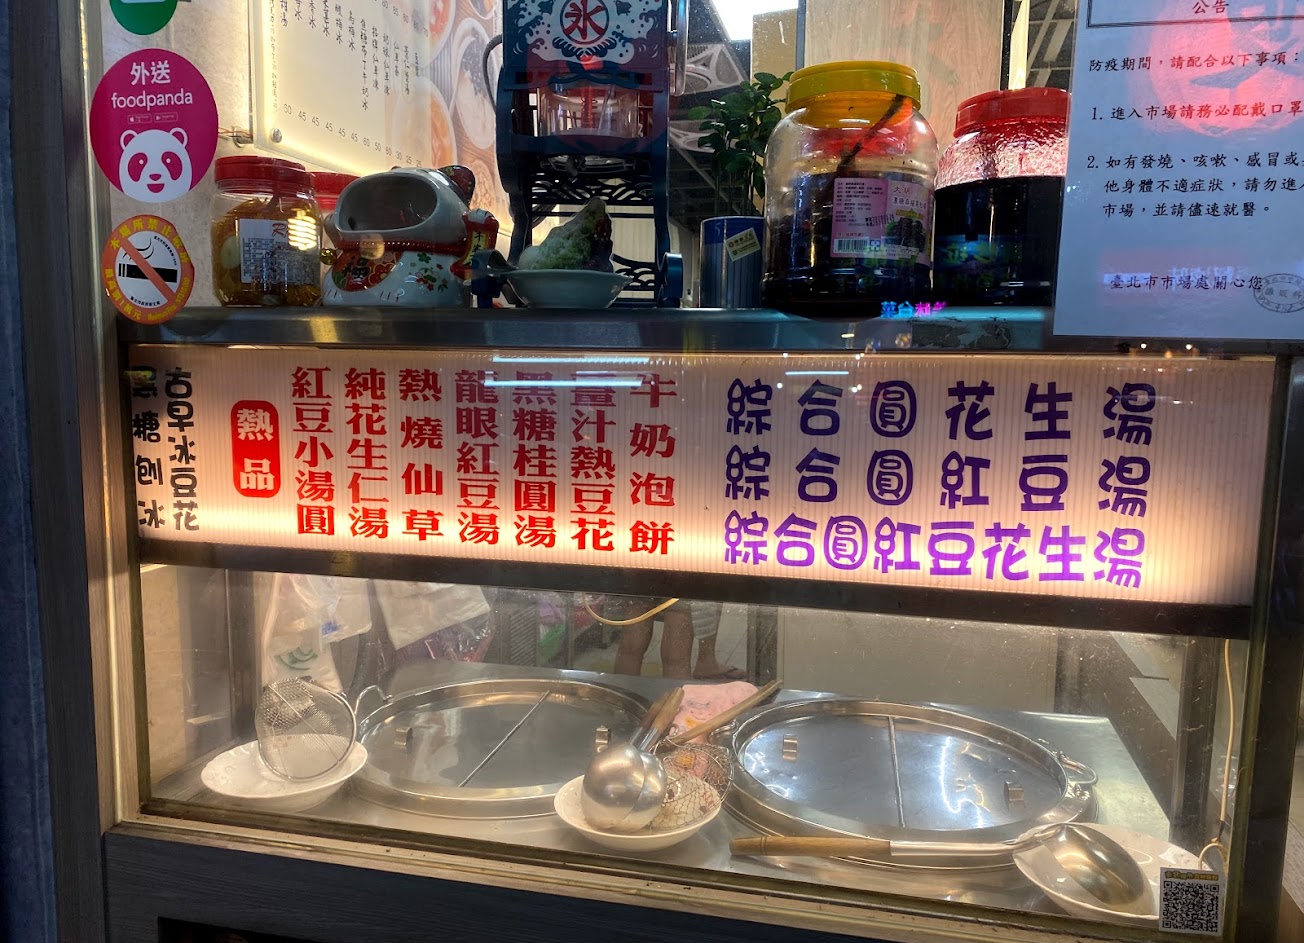 外送
foodpanda
冰
公告
防疫期間，請配合以下事項：
1. 進入市場請務必配戴口罩
2. 如有發燒、咳嗽、感冒或
他身體不適症狀，請勿進
市場，並請儘速就醫。
臺北市市場處關心您
古早冰豆花
黑糖刨冰
熱品
紅豆小湯圓
純花生仁湯
熱燒仙草
龍眼紅豆湯
黑糖桂圓湯
薑汁熱豆花
牛奶泡餅
綜合圓花生湯
綜合圓紅豆湯
綜合圓紅豆花生湯